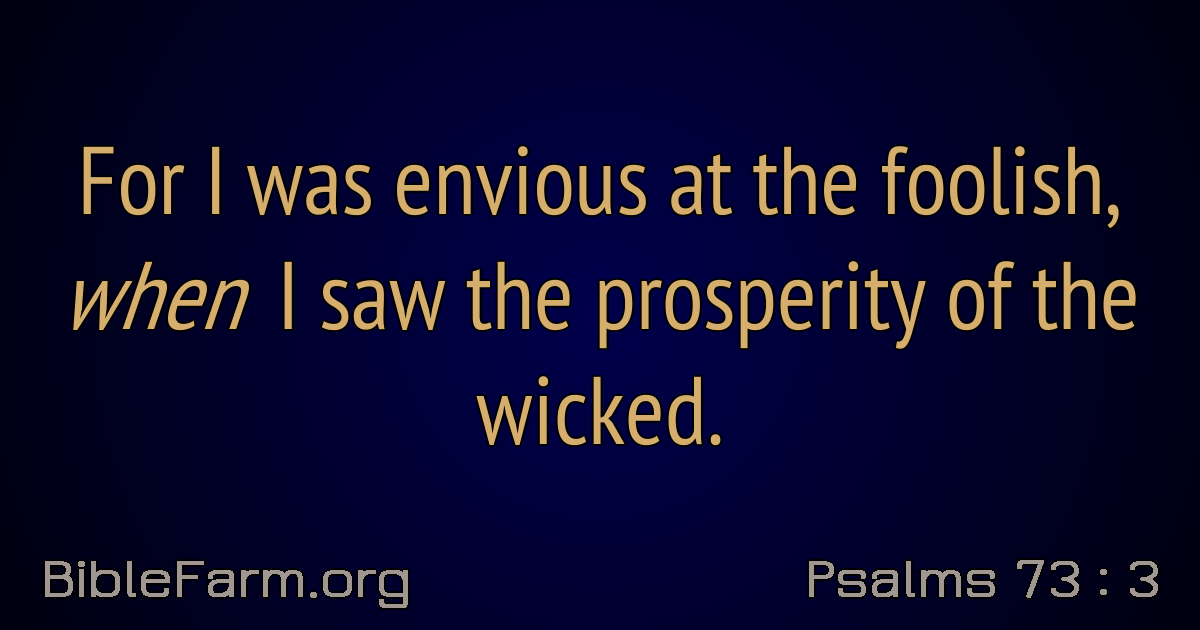 For I was envious at the foolish,
when I saw the prosperity of the
wicked.
BibleFarm.org
Psalms 73 : 3